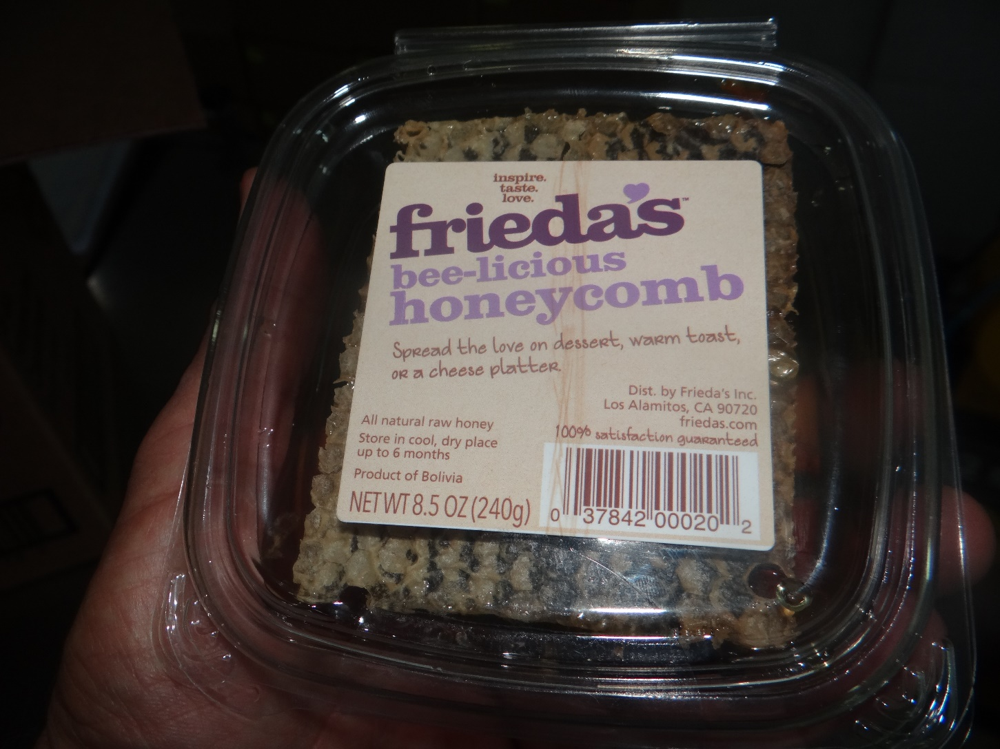 inspire.
taste.
love.
frieda's™
bee-licious
honeycomb
Spread the love on dessert, warm toast,
or a cheese platter.
Dist. by Frieda's Inc.
Los Alamitos, CA 90720
friedas.com
100% satisfaction guaranteed
All natural raw honey
Store in cool, dry place
up to 6 months
Product of Bolivia
NET WT 8.5 OZ (240g)
0 37842 00020 2